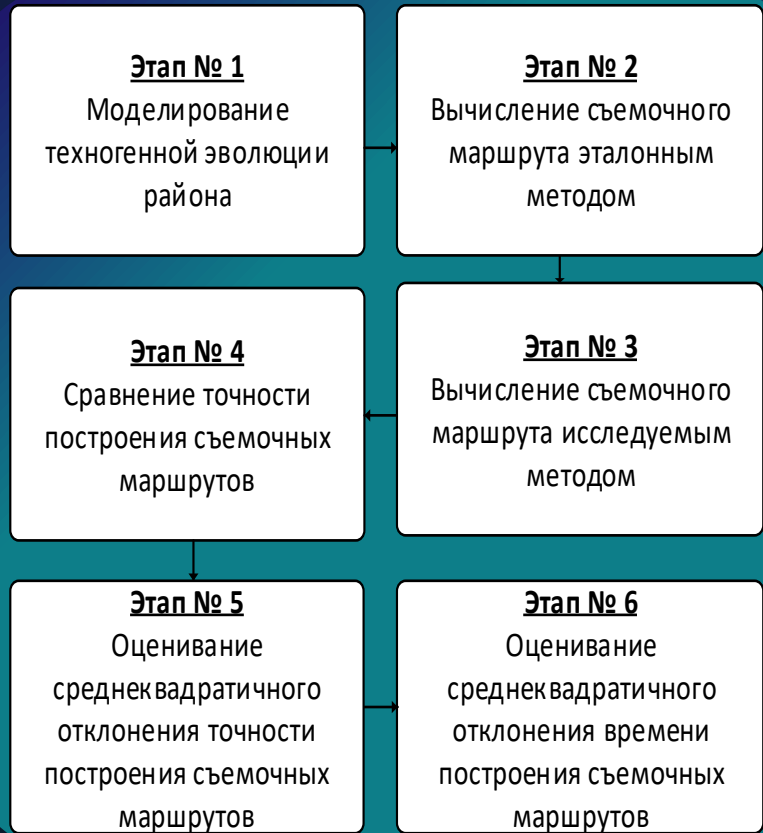 Этап № 1
Моделирование
техногенной эволюции
района
Этап № 2
Вычисление съемочного
маршрута эталонным
методом
Этап № 3
Вычисление съемочного
маршрута исследуемым
методом
Этап № 4
Сравнение точности
построения съемочных
маршрутов
Этап № 5
Оценивание
среднеквадратичного
отклонения точности
построения съемочных
маршрутов
Этап № 6
Оценивание
среднеквадратичного
отклонения времени
построения съемочных
маршрутов